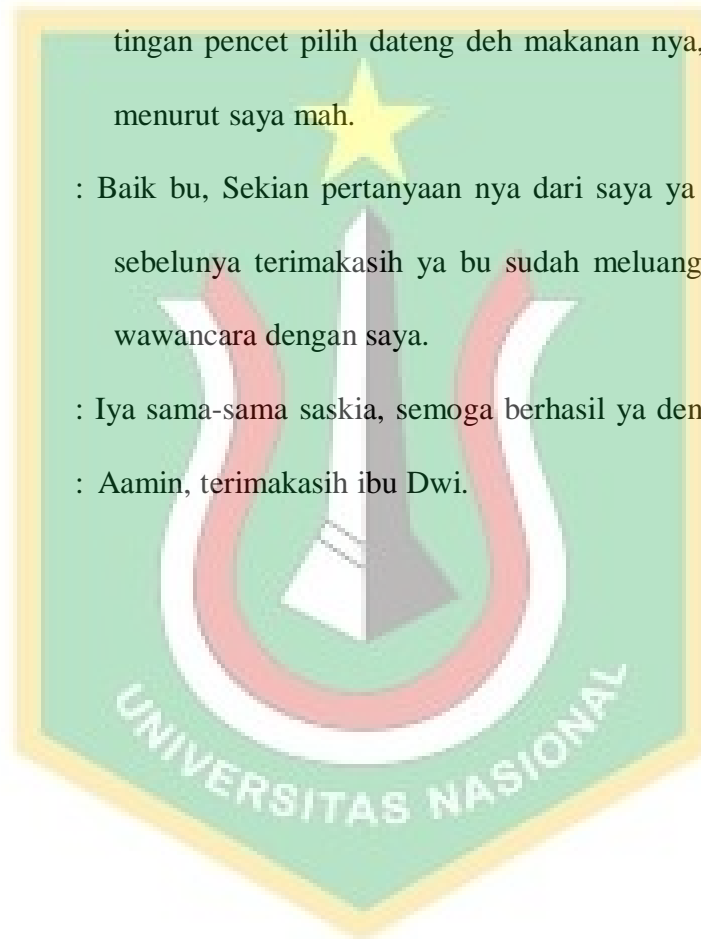 tingan pencet pilih dateng deh makanan nya,
menurut saya mah.
: Baik bu, Sekian pertanyaan nya dari saya ya
sebelunya terimakasih ya bu sudah meluang
wawancara dengan saya.
: Iya sama-sama saskia, semoga berhasil ya den
: Aamin, terimakasih ibu Dwi.
UNIVERSITAS NASIONAL